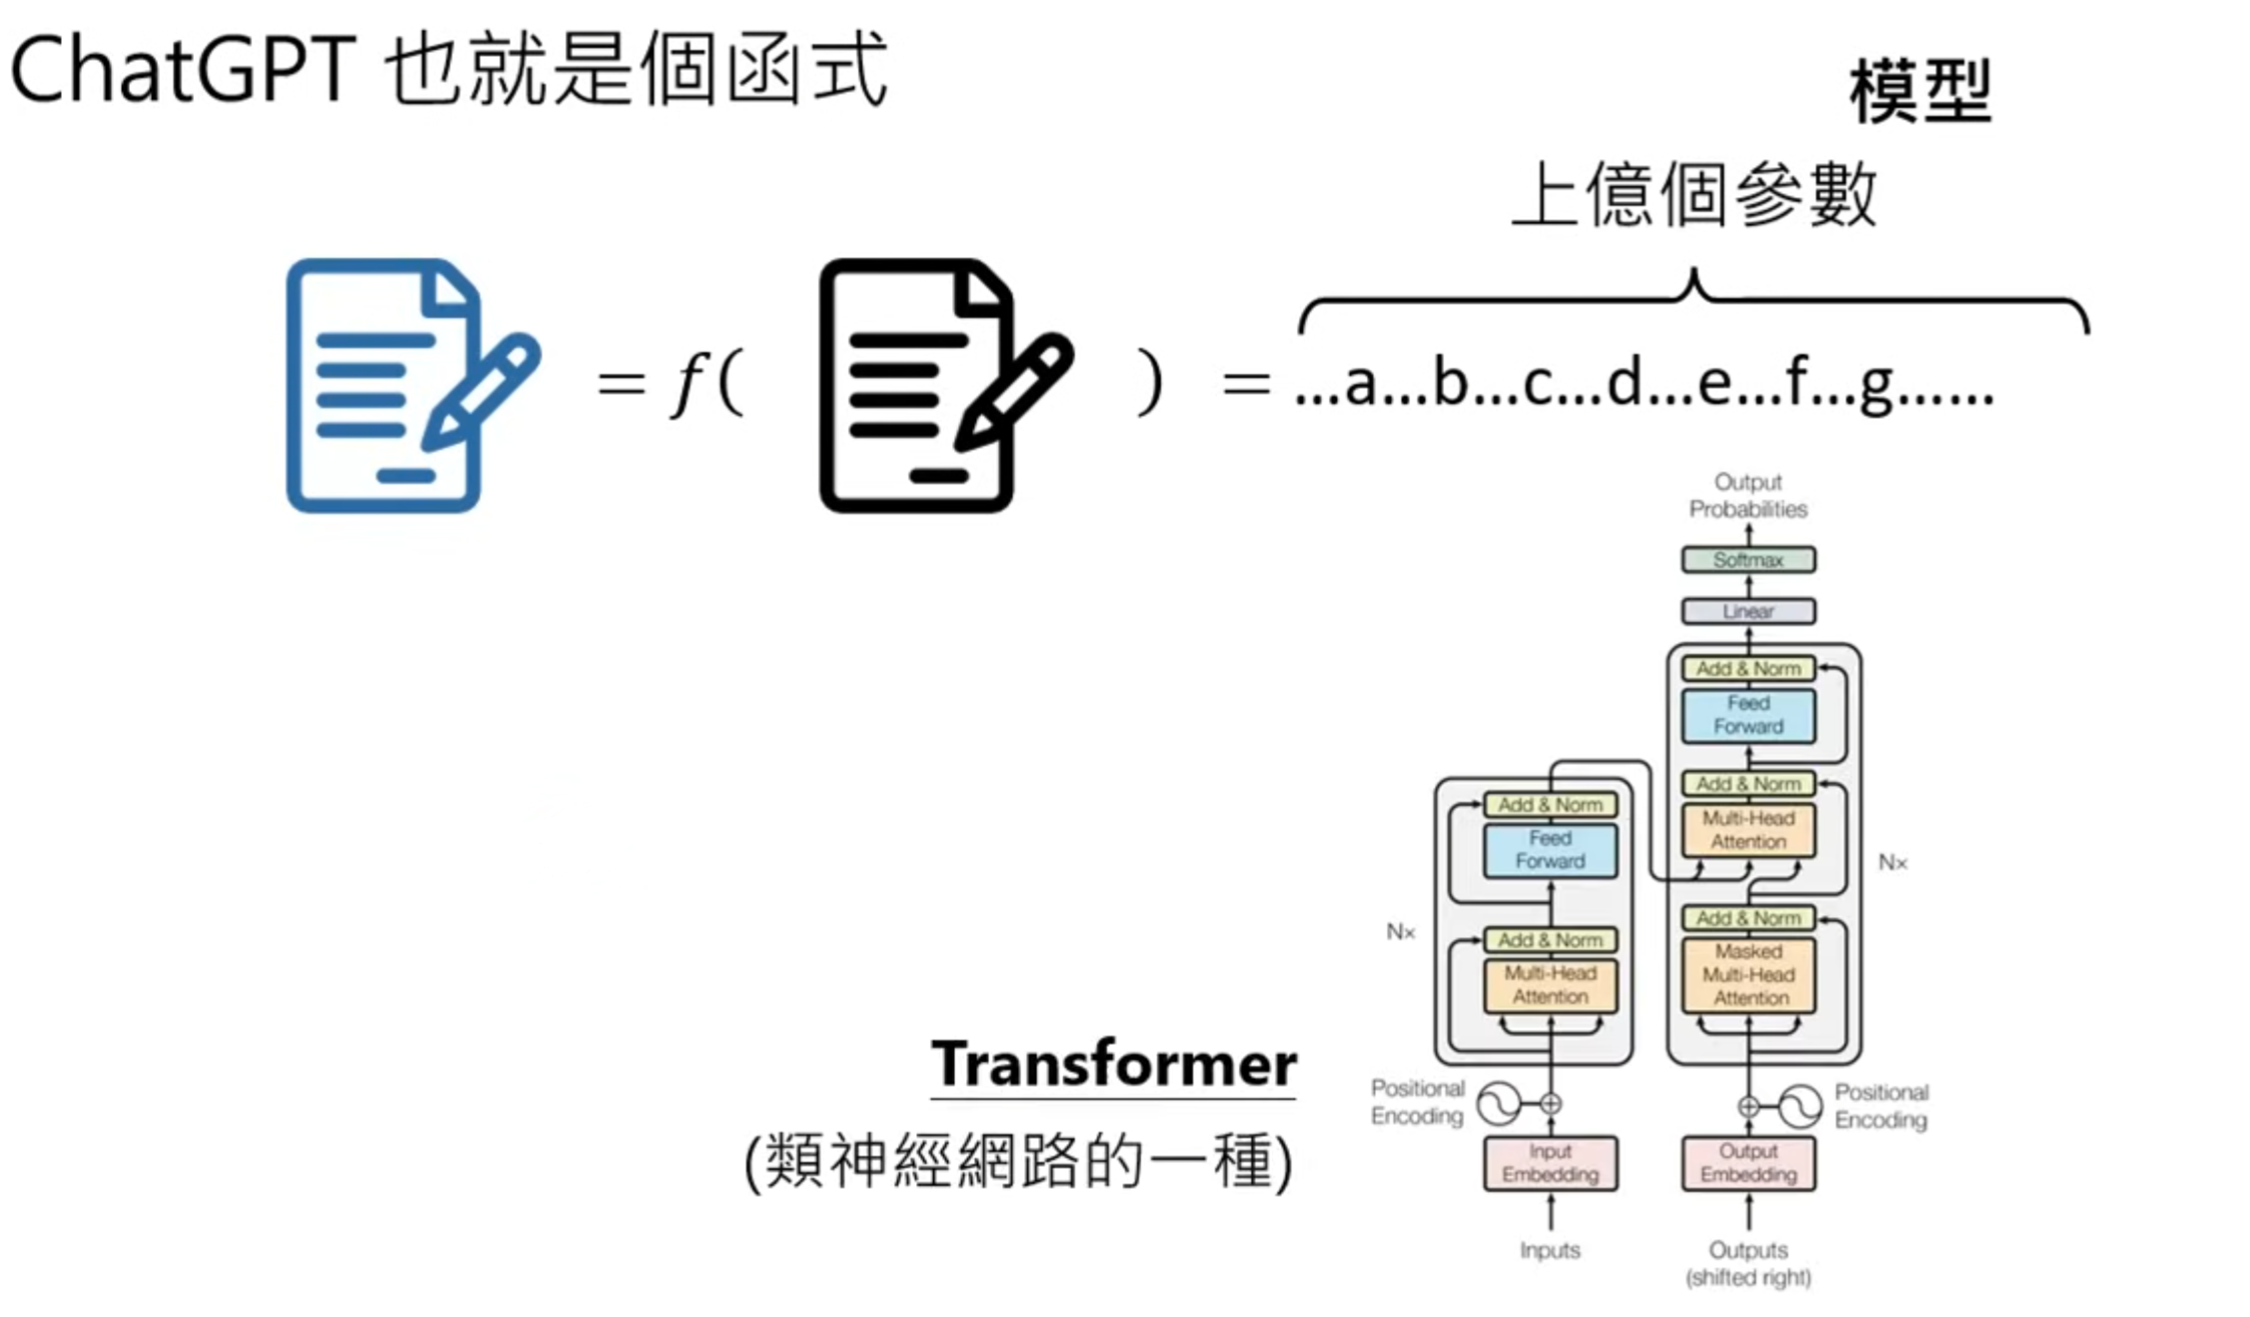 ChatGPT 也就是個函式
模型
上億個參數
= f( ) = ...a...b...c...d...e...f...g......
Output
Probabilities
Softmax
Linear
Add & Norm
Feed
Forward
Add & Norm
Multi-Head
Attention
Nx
Add & Norm
Masked
Multi-Head
Attention
Add & Norm
Feed
Forward
Nx
Add & Norm
Multi-Head
Attention
Transformer
(類神經網路的一種)
Positional
Encoding
Positional
Encoding
Input
Embedding
Output
Embedding
Inputs
Outputs
(shifted right)